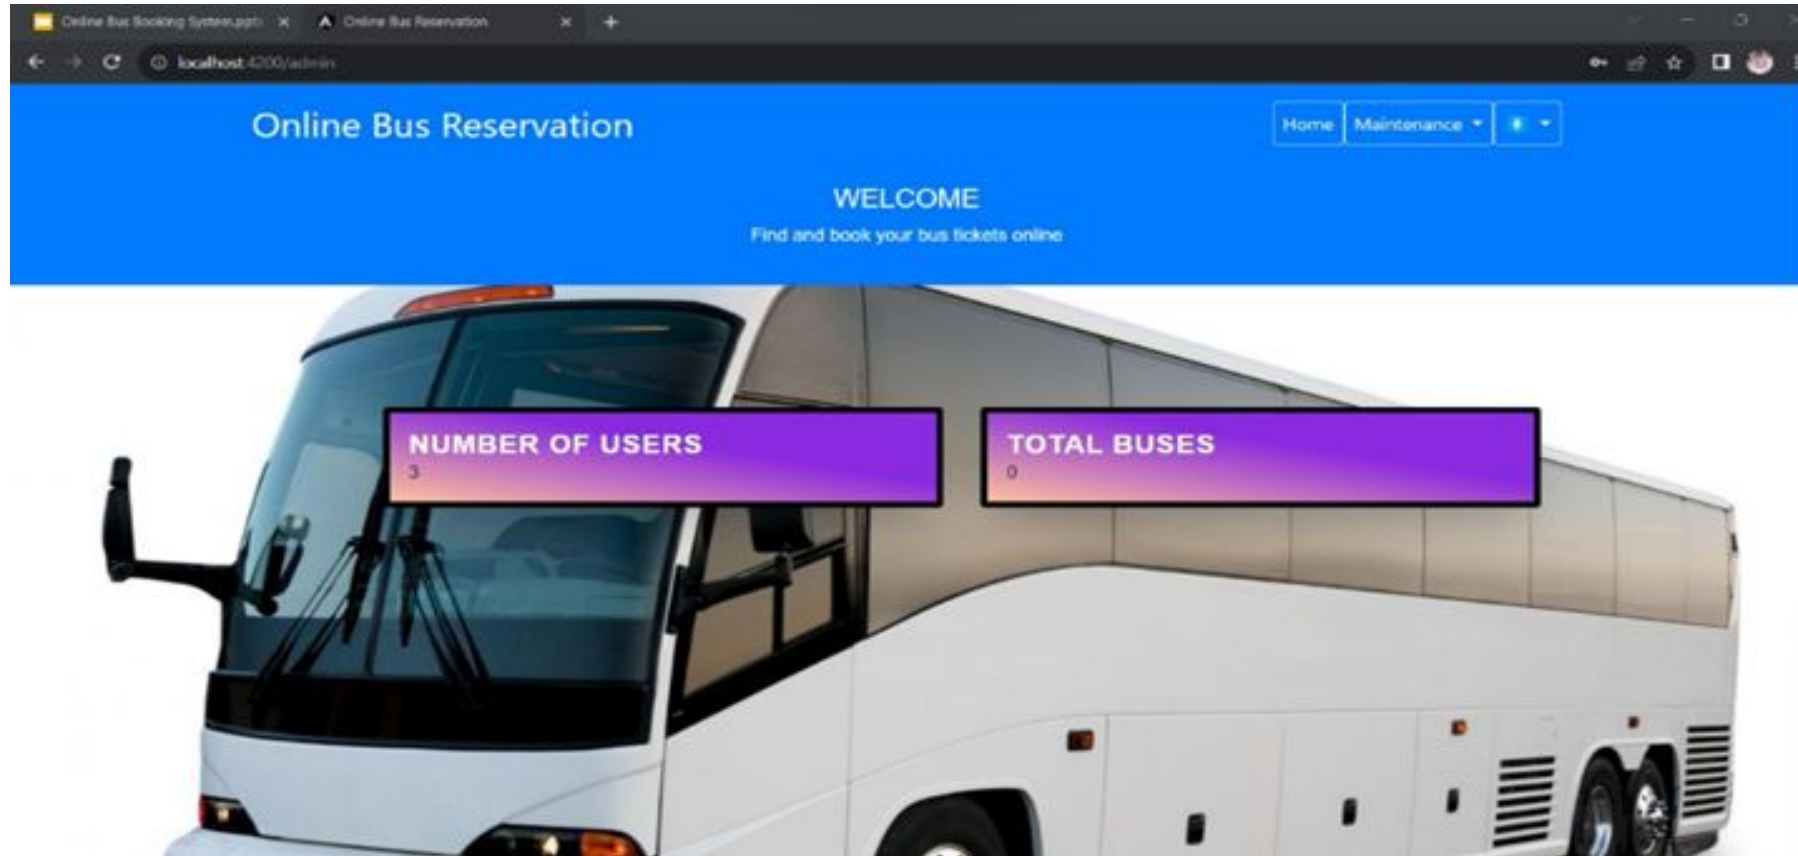 Online Bus Booking System.pptx
Online Bus Reservation
localhost:4200/admin
Online Bus Reservation
Home
Maintenance
WELCOME
Find and book your bus tickets online
NUMBER OF USERS
3
TOTAL BUSES
0